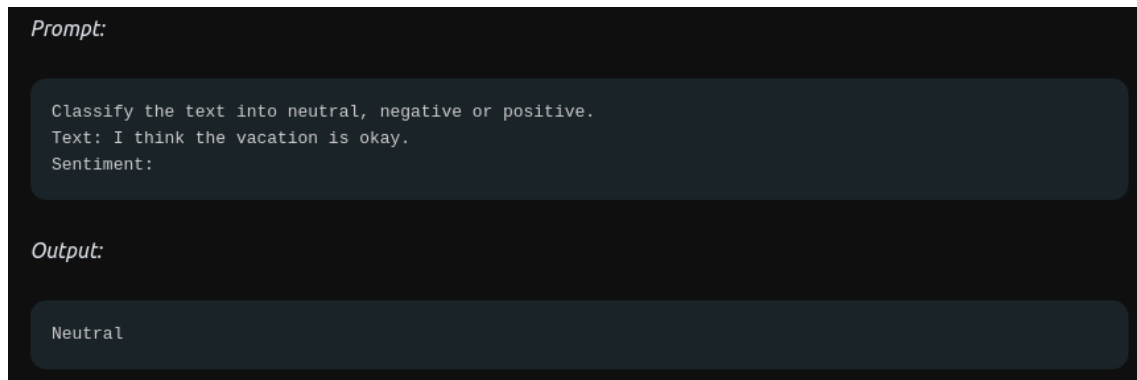 Prompt:
Classify the text into neutral, negative or positive.
Text: I think the vacation is okay.
Sentiment:
Output:
Neutral